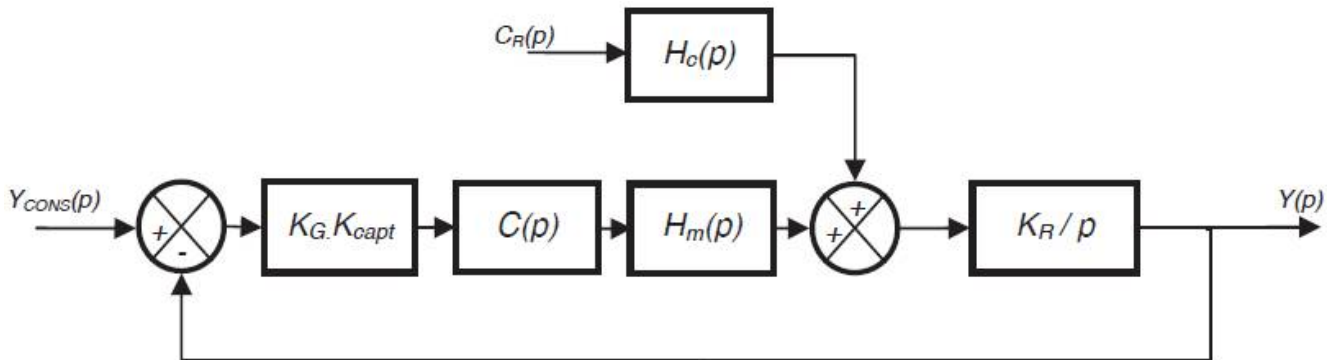 C_R(p)
H_c(p)
Y_CONS(p)
+
-
K_G.K_capt
C(p)
H_m(p)
+
+
K_R / p
Y(p)